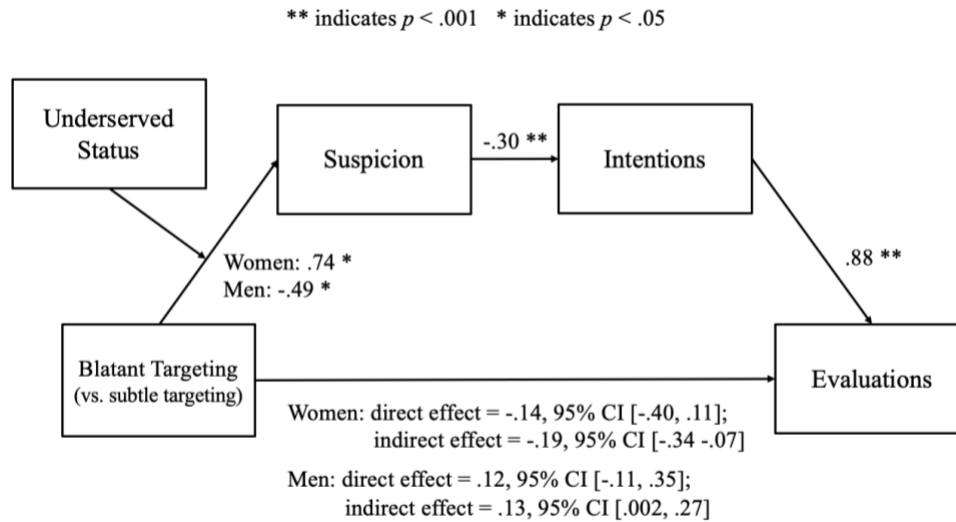 ** indicates p < .001 * indicates p < .05
Underserved
Status
Suspicion
-.30 **
Intentions
Women: .74 *
Men: -.49 *
.88 **
Blatant Targeting
(vs. subtle targeting)
Evaluations
Women: direct effect = -.14, 95% CI [-.40, .11];
indirect effect = -.19, 95% CI [-.34 -.07]
Men: direct effect = .12, 95% CI [-.11, .35];
indirect effect = .13, 95% CI [.002, .27]